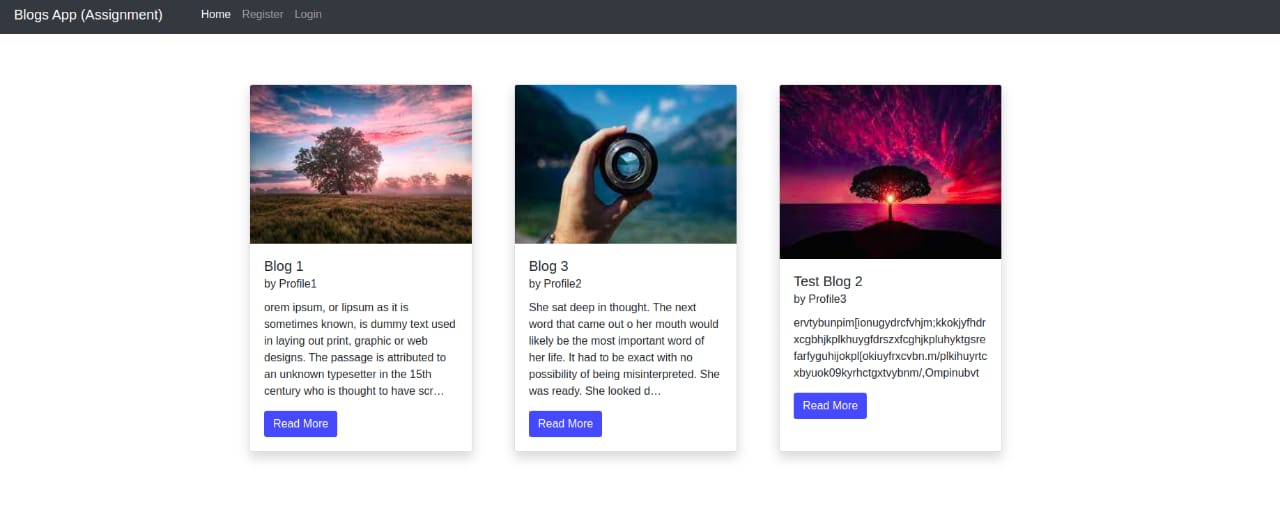 Blogs App (Assignment) Home Register Login
Blog 1
by Profile1
orem ipsum, or lipsum as it is
sometimes known, is dummy text used
in laying out print, graphic or web
designs. The passage is attributed to
an unknown typesetter in the 15th
century who is thought to have scr…
Read More
Blog 3
by Profile2
She sat deep in thought. The next
word that came out o her mouth would
likely be the most important word of
her life. It had to be exact with no
possibility of being misinterpreted. She
was ready. She looked d…
Read More
Test Blog 2
by Profile3
ervtybunpim[ionugydrcfvhjm;kkokjyfhdr
xcgbhjkplkhuygfdrszxfcghjkpluhyktgsre
farfyguhijokpl[okiuyfrxcvbn.m/plkihuyrtc
xbyuok09kyrhctgxtvybnm/,Ompinubvt
Read More